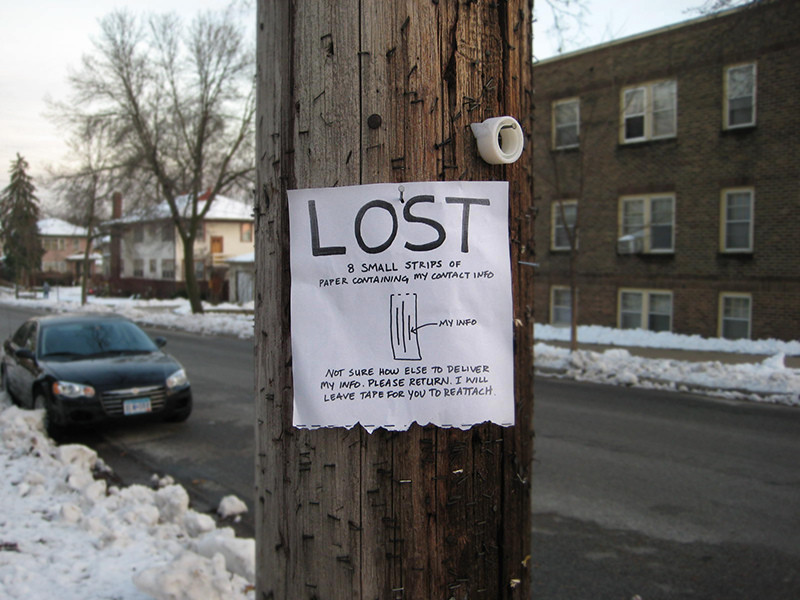 LOST
8 SMALL STRIPS OF
PAPER CONTAINING MY CONTACT INFO
MY INFO
NOT SURE HOW ELSE TO DELIVER
MY INFO. PLEASE RETURN. I WILL
LEAVE TAPE FOR YOU TO REATTACH.